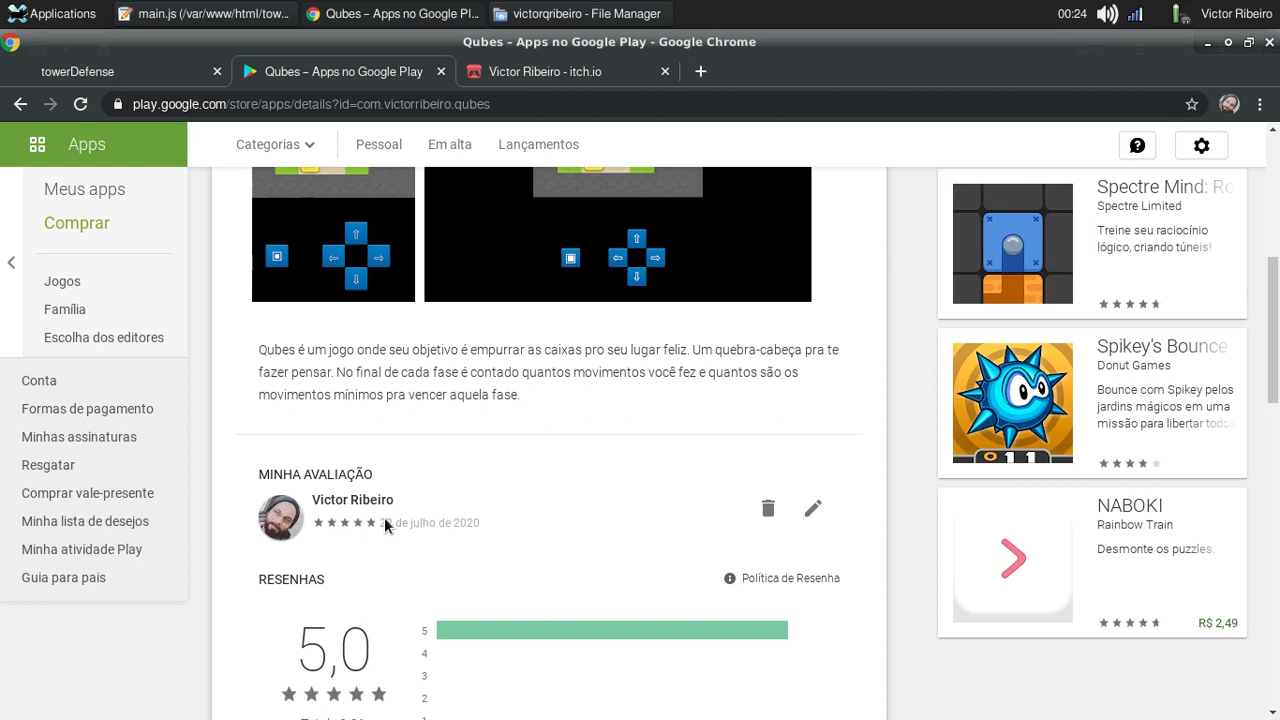 Applications
main.js (/var/www/html/tow...
Qubes – Apps no Google Pl...
victorqribeiro - File Manager
00:24
Victor Ribeiro
Qubes – Apps no Google Play - Google Chrome
towerDefense
Qubes – Apps no Google Play
Victor Ribeiro - itch.io
play.google.com/store/apps/details?id=com.victorribeiro.qubes
Apps
Categorias
Pessoal
Em alta
Lançamentos
Meus apps
Comprar
Jogos
Família
Escolha dos editores
Conta
Formas de pagamento
Minhas assinaturas
Resgatar
Comprar vale-presente
Minha lista de desejos
Minha atividade Play
Guia para pais
Qubes é um jogo onde seu objetivo é empurrar as caixas pro seu lugar feliz. Um quebra-cabeça pra te
fazer pensar. No final de cada fase é contado quantos movimentos você fez e quantos são os
movimentos mínimos pra vencer aquela fase.
MINHA AVALIAÇÃO
Victor Ribeiro
de julho de 2020
RESENHAS
Política de Resenha
5,0
5
4
3
2
Spectre Mind: Ro
Spectre Limited
Treine seu raciocínio
lógico, criando túneis!
Spikey's Bounce
Donut Games
Bounce com Spikey pelos
jardins mágicos em uma
missão para libertar todos
11
NABOKI
Rainbow Train
Desmonte os puzzles.
R$ 2,49